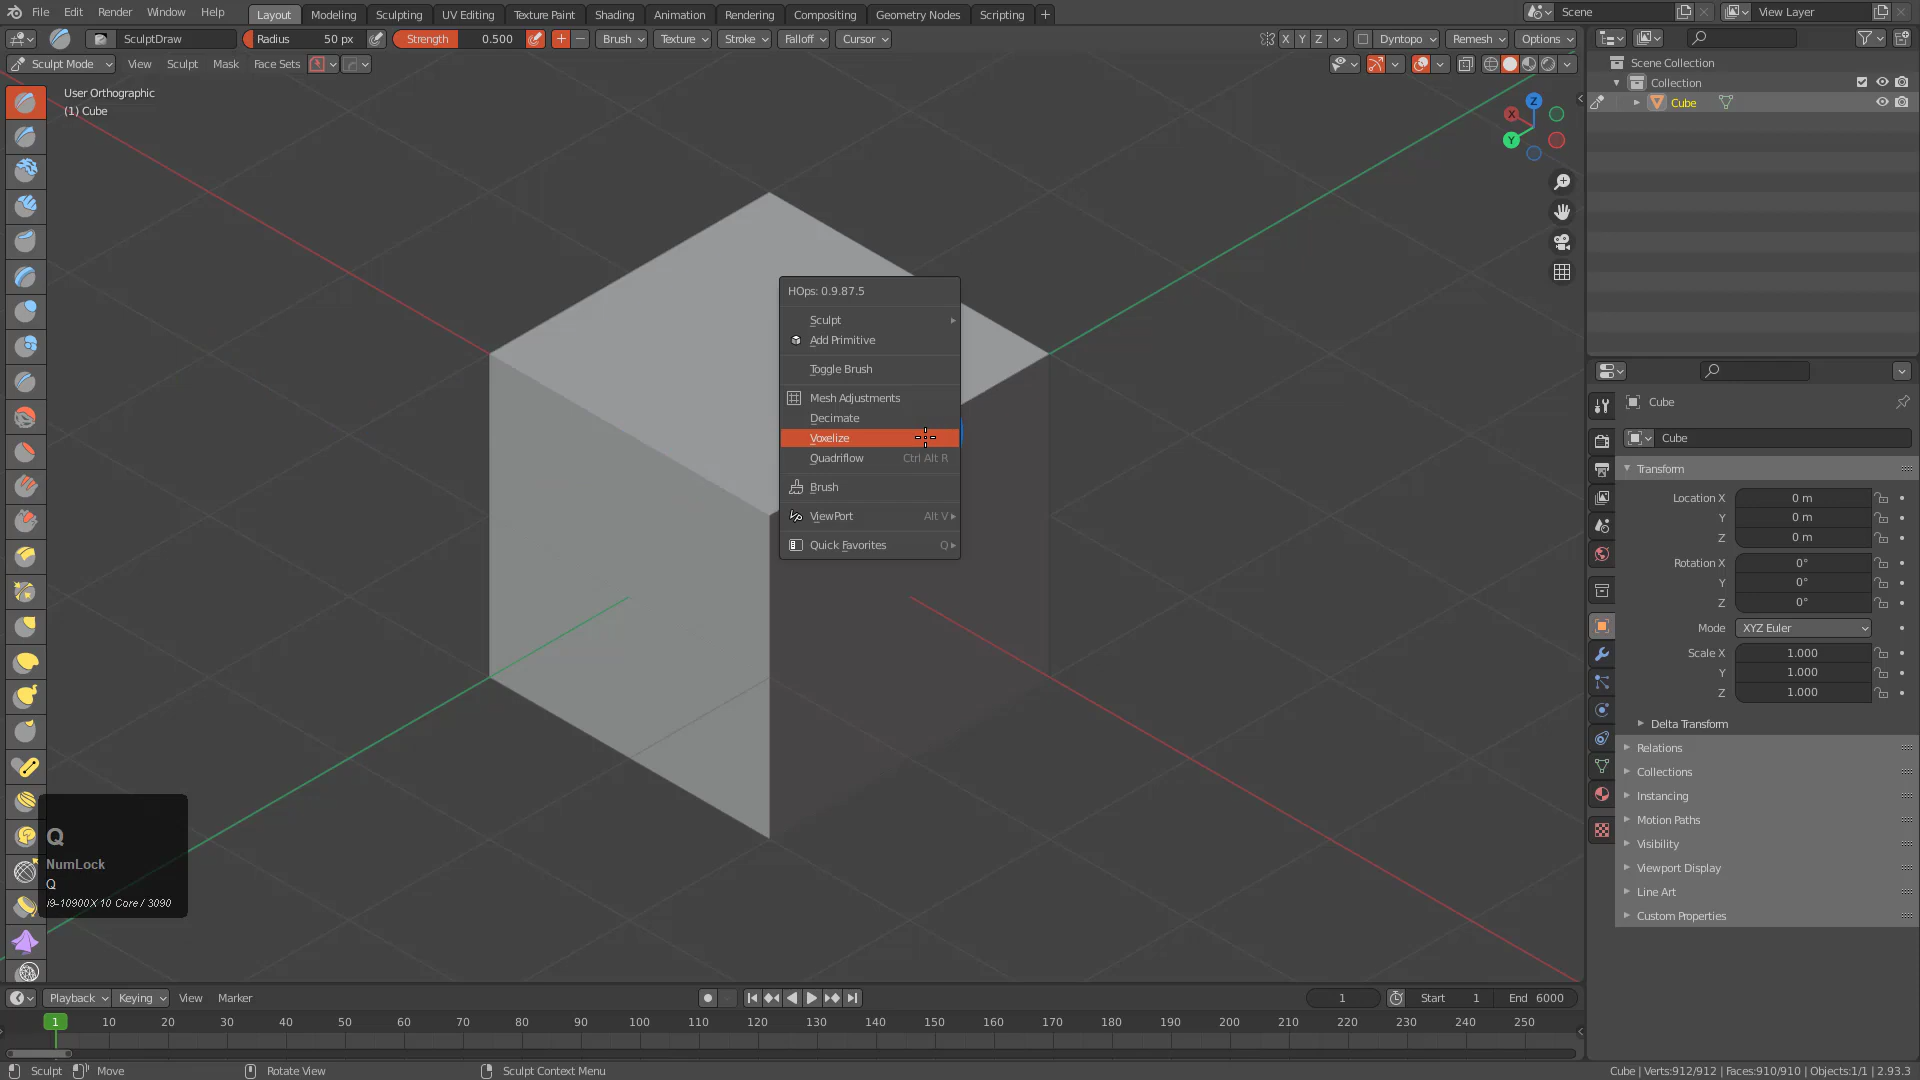 File Edit Render Window Help Layout Modeling Sculpting UV Editing Texture Paint Shading Animation Rendering Compositing Geometry Nodes Scripting + Scene View Layer
SculptDraw Radius 50 px Strength 0.500 + − Brush Texture Stroke Falloff Cursor X Y Z Dyntopo Remesh Options
Sculpt Mode View Sculpt Mask Face Sets
Scene Collection
Collection
Cube
User Orthographic
(1) Cube
Z
X
Y
HOps: 0.9.87.5
Sculpt
Add Primitive
Toggle Brush
Mesh Adjustments
Decimate
Voxelize
Quadriflow Ctrl Alt R
Brush
ViewPort Alt V
Quick Favorites Q
Cube
Cube
Transform
Location X 0 m
Y 0 m
Z 0 m
Rotation X 0°
Y 0°
Z 0°
Mode XYZ Euler
Scale X 1.000
Y 1.000
Z 1.000
Delta Transform
Relations
Collections
Instancing
Motion Paths
Visibility
Viewport Display
Line Art
Custom Properties
Q
NumLock
Q
i9-10900X 10 Core / 3090
Playback Keying View Marker 1 Start 1 End 6000
1 10 20 30 40 50 60 70 80 90 100 110 120 130 140 150 160 170 180 190 200 210 220 230 240 250
Sculpt Move Rotate View Sculpt Context Menu Cube | Verts:912/912 | Faces:910/910 | Objects:1/1 | 2.93.3